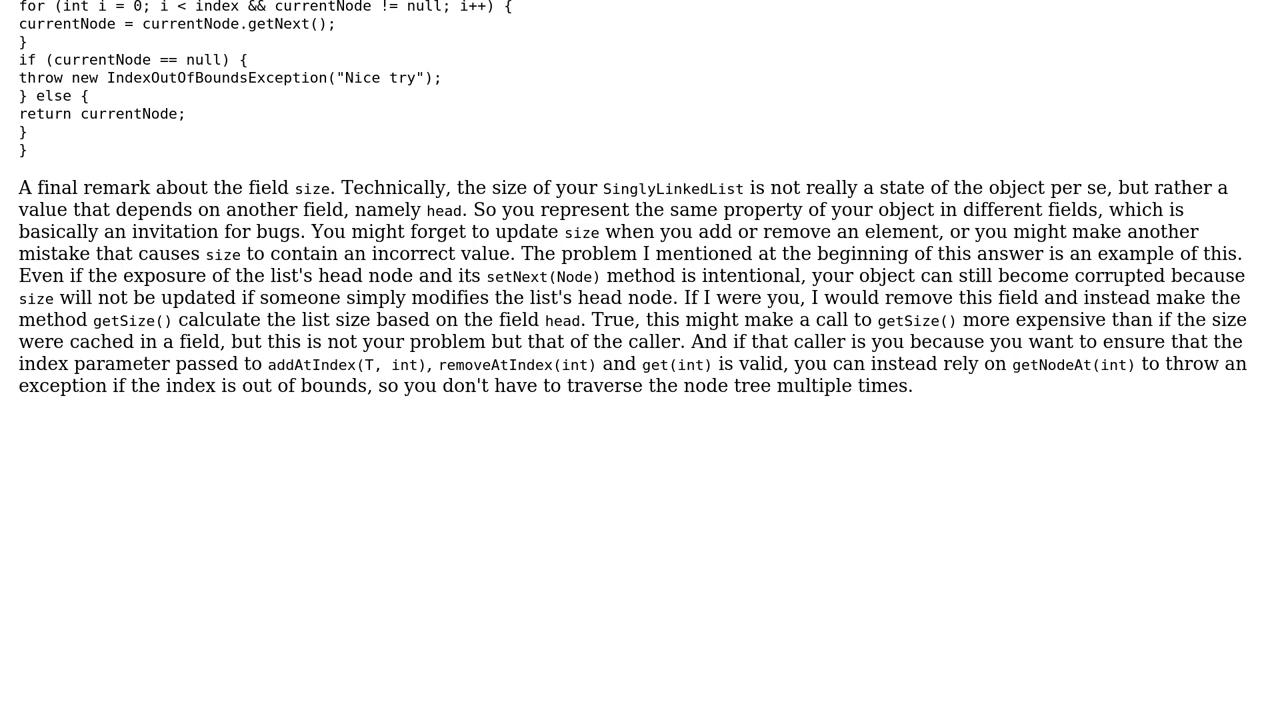 for (int i = 0; i < index && currentNode != null; i++) {
currentNode = currentNode.getNext();
}
if (currentNode == null) {
throw new IndexOutOfBoundsException("Nice try");
} else {
return currentNode;
}
}
A final remark about the field size. Technically, the size of your SinglyLinkedList is not really a state of the object per se, but rather a
value that depends on another field, namely head. So you represent the same property of your object in different fields, which is
basically an invitation for bugs. You might forget to update size when you add or remove an element, or you might make another
mistake that causes size to contain an incorrect value. The problem I mentioned at the beginning of this answer is an example of this.
Even if the exposure of the list's head node and its setNext(Node) method is intentional, your object can still become corrupted because
size will not be updated if someone simply modifies the list's head node. If I were you, I would remove this field and instead make the
method getSize() calculate the list size based on the field head. True, this might make a call to getSize() more expensive than if the size
were cached in a field, but this is not your problem but that of the caller. And if that caller is you because you want to ensure that the
index parameter passed to addAtIndex(T, int), removeAtIndex(int) and get(int) is valid, you can instead rely on getNodeAt(int) to throw an
exception if the index is out of bounds, so you don't have to traverse the node tree multiple times.